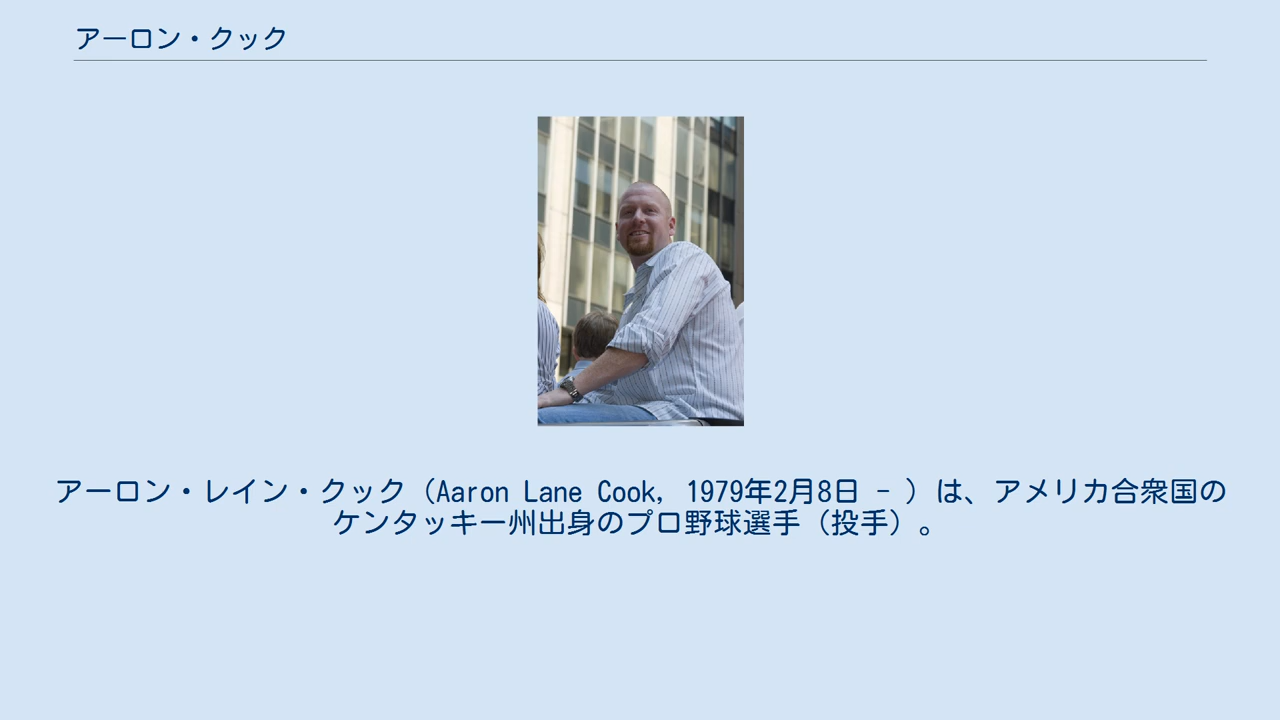 アーロン・クック
アーロン・レイン・クック（Aaron Lane Cook, 1979年2月8日 - ）は、アメリカ合衆国の
ケンタッキー州出身のプロ野球選手（投手）。